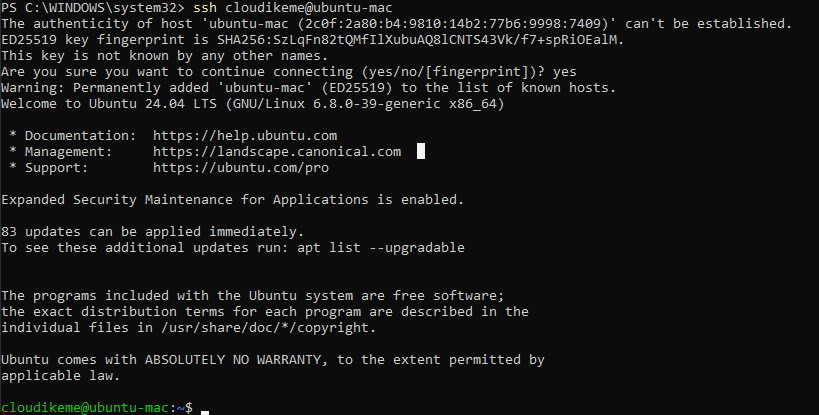 PS C:\WINDOWS\system32> ssh cloudikeme@ubuntu-mac
The authenticity of host 'ubuntu-mac (2c0f:2a80:b4:9810:14b2:77b6:9998:7409)' can't be established.
ED25519 key fingerprint is SHA256:SzLqFn82tQMfIlXubuAQ8lCNTS43Vk/f7+spRiOEalM.
This key is not known by any other names.
Are you sure you want to continue connecting (yes/no/[fingerprint])? yes
Warning: Permanently added 'ubuntu-mac' (ED25519) to the list of known hosts.
Welcome to Ubuntu 24.04 LTS (GNU/Linux 6.8.0-39-generic x86_64)
* Documentation:  https://help.ubuntu.com
* Management:     https://landscape.canonical.com
* Support:        https://ubuntu.com/pro
Expanded Security Maintenance for Applications is enabled.
83 updates can be applied immediately.
To see these additional updates run: apt list --upgradable
The programs included with the Ubuntu system are free software;
the exact distribution terms for each program are described in the
individual files in /usr/share/doc/*/copyright.
Ubuntu comes with ABSOLUTELY NO WARRANTY, to the extent permitted by
applicable law.
cloudikeme@ubuntu-mac:~$